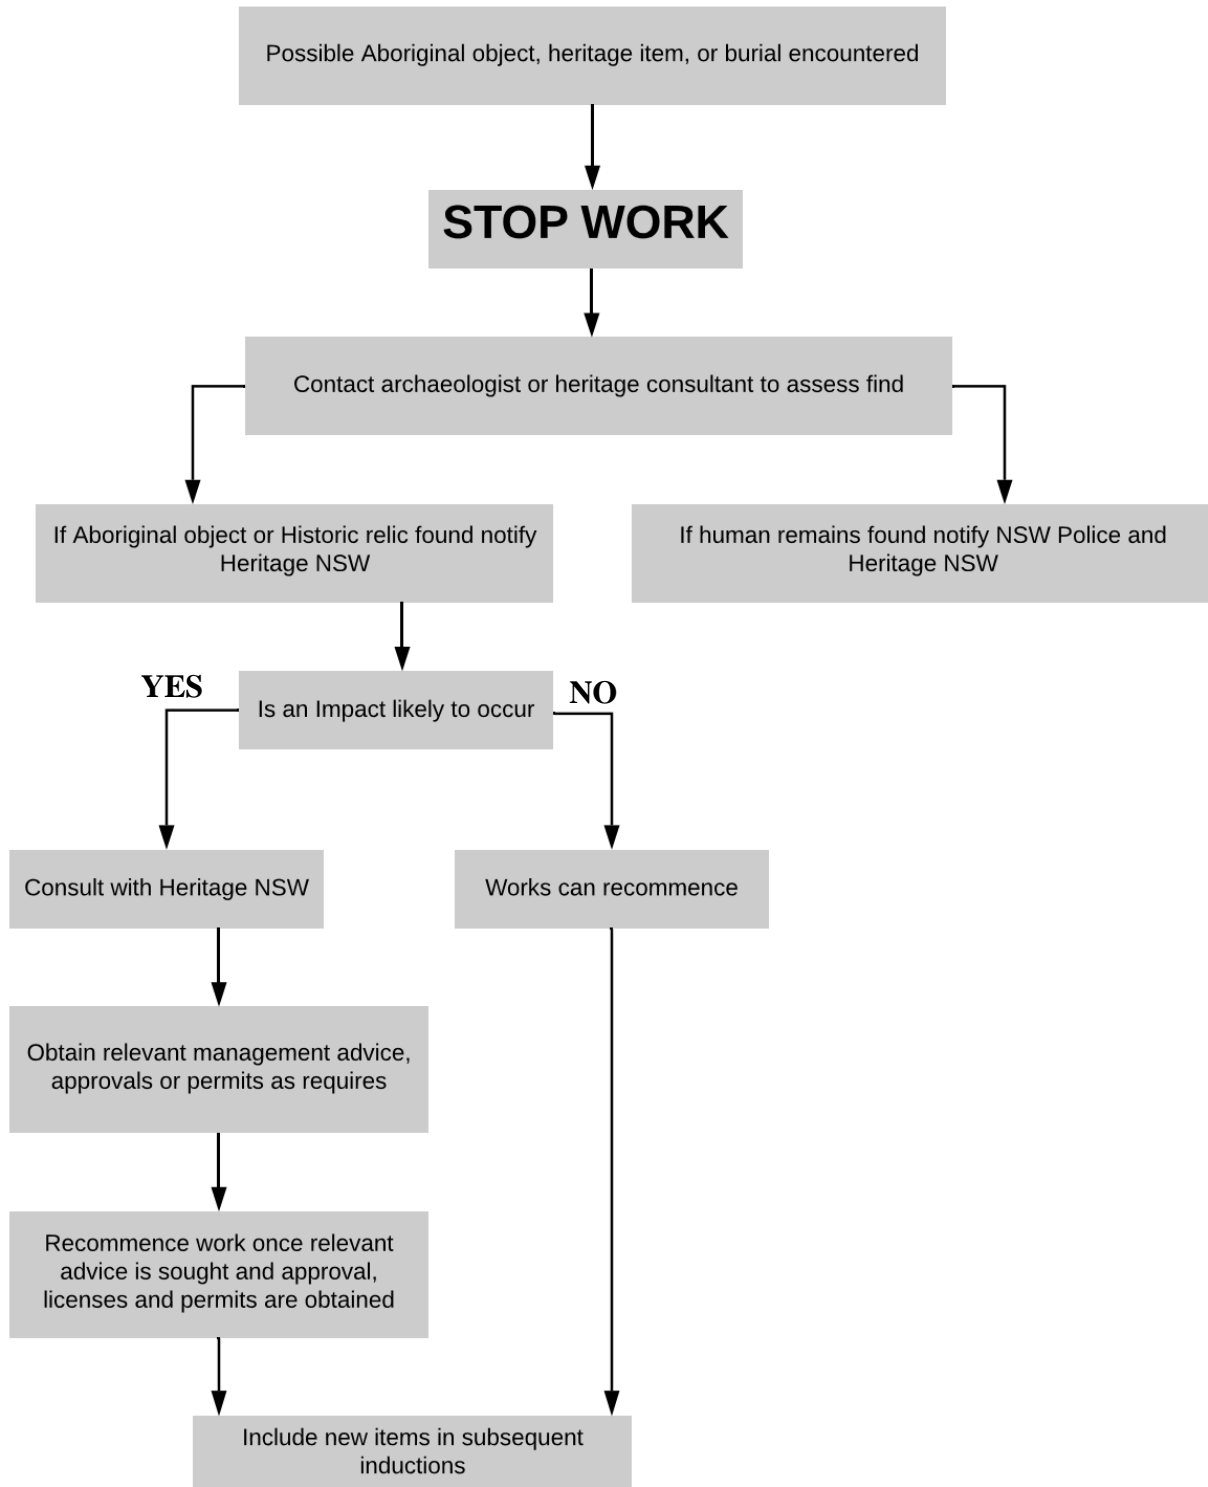 Possible Aboriginal object, heritage item, or burial encountered
STOP WORK
Contact archaeologist or heritage consultant to assess find
If Aboriginal object or Historic relic found notify
Heritage NSW
If human remains found notify NSW Police and
Heritage NSW
YES
Is an Impact likely to occur
NO
Consult with Heritage NSW
Works can recommence
Obtain relevant management advice,
approvals or permits as requires
Recommence work once relevant
advice is sought and approval,
licenses and permits are obtained
Include new items in subsequent
inductions